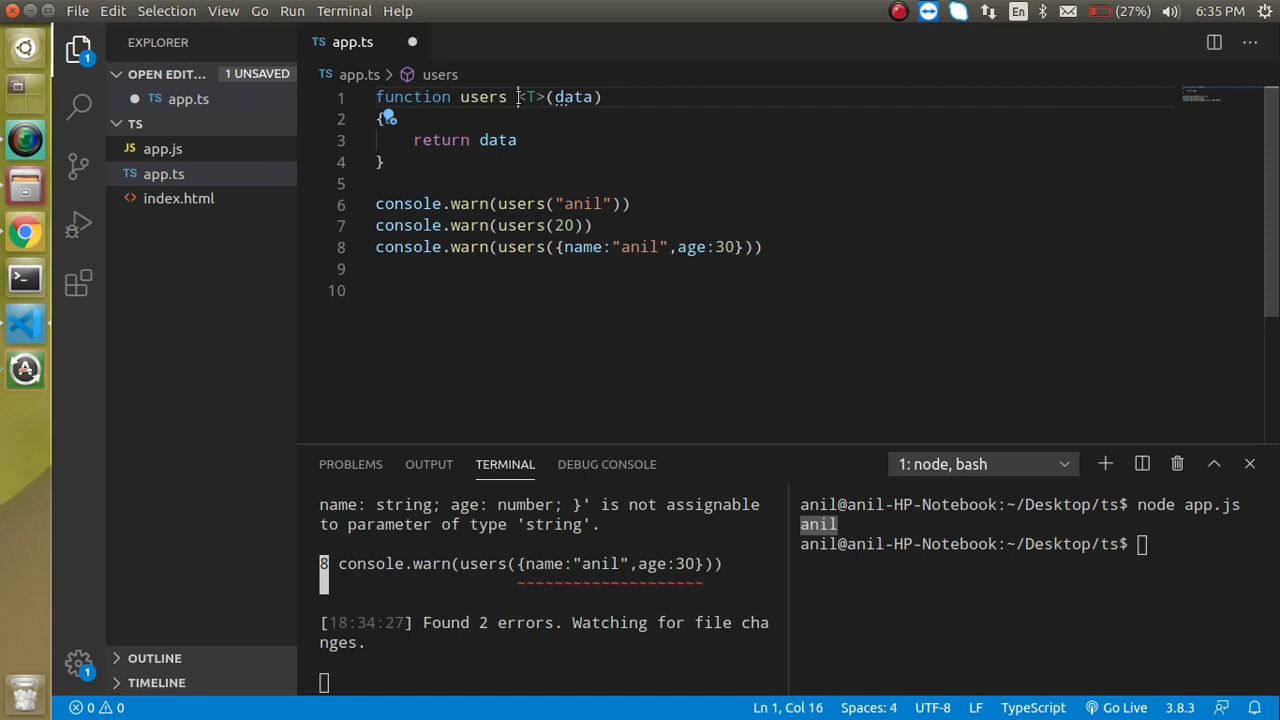 File Edit Selection View Go Run Terminal Help En (27%) 6:35 PM
EXPLORER
OPEN EDIT... 1 UNSAVED
TS app.ts
TS
JS app.js
TS app.ts
<> index.html
OUTLINE
TIMELINE
1
1
TS app.ts
TS app.ts > users
1 function users <T>(data)
2 {
3 return data
4 }
5
6 console.warn(users("anil"))
7 console.warn(users(20))
8 console.warn(users({name:"anil",age:30}))
9
10
PROBLEMS OUTPUT TERMINAL DEBUG CONSOLE 1: node, bash
name: string; age: number; }' is not assignable
to parameter of type 'string'.
8 console.warn(users({name:"anil",age:30}))
~~~~~~~~~~~~~~~~~~~~
[18:34:27] Found 2 errors. Watching for file cha
nges.
anil@anil-HP-Notebook:~/Desktop/ts$ node app.js
anil
anil@anil-HP-Notebook:~/Desktop/ts$
0 0 Ln 1, Col 16 Spaces: 4 UTF-8 LF TypeScript Go Live 3.8.3